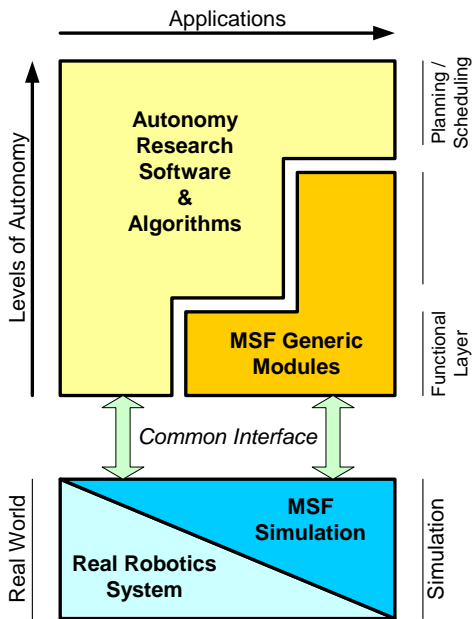 Applications
Levels of Autonomy
Autonomy
Research
Software
&
Algorithms
Planning /
Scheduling
MSF Generic
Modules
Functional
Layer
Common Interface
Real World
MSF
Simulation
Real Robotics
System
Simulation